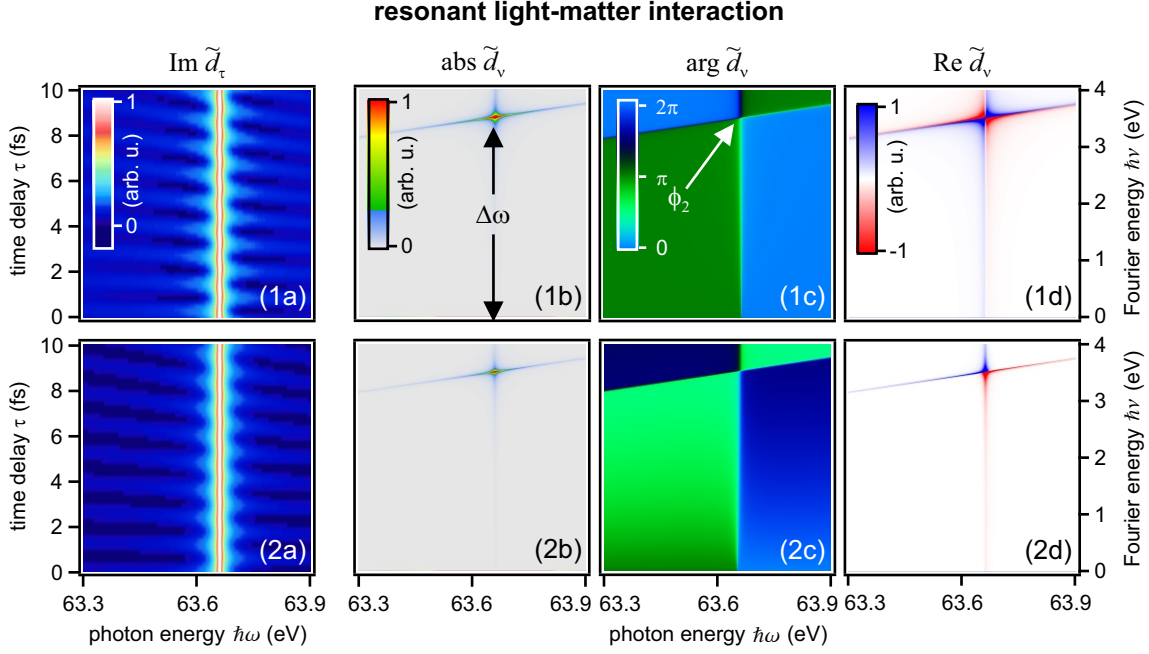 resonant light-matter interaction
Im d̃τ
abs d̃ν
arg d̃ν
Re d̃ν
time delay τ (fs)
10
8
6
4
2
0
1
0
(arb. u.)
(1a)
1
0
(arb. u.)
Δω
(1b)
2π
π
0
ϕ2
(1c)
1
-1
(arb. u.)
(1d)
4
3
2
1
0
Fourier energy ħν (eV)
time delay τ (fs)
10
8
6
4
2
0
(2a)
(2b)
(2c)
(2d)
4
3
2
1
0
Fourier energy ħν (eV)
63.3 63.6 63.9
63.3 63.6 63.9
63.3 63.6 63.9
63.3 63.6 63.9
photon energy ħω (eV)
photon energy ħω (eV)